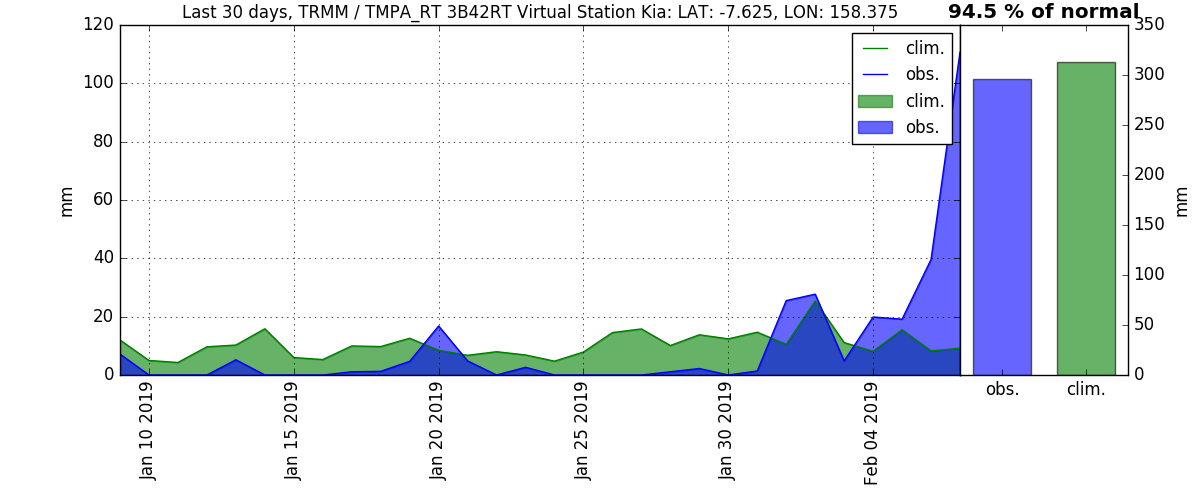 Last 30 days, TRMM / TMPA_RT 3B42RT Virtual Station Kia: LAT: -7.625, LON: 158.375
94.5 % of normal
120
100
80
60
40
20
0
mm
clim.
obs.
clim.
obs.
Jan 10 2019
Jan 15 2019
Jan 20 2019
Jan 25 2019
Jan 30 2019
Feb 04 2019
350
300
250
200
150
100
50
0
mm
obs.
clim.